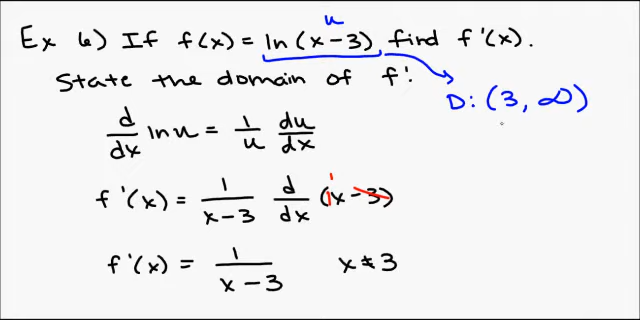 Ex 6) If f(x) = ln(x-3) find f'(x).
u
State the domain of f'.
D: (3, ∞)
d/dx ln u = 1/u du/dx
f'(x) = 1/(x-3) d/dx (1x-3)
1
f'(x) = 1/(x-3) x ≠ 3